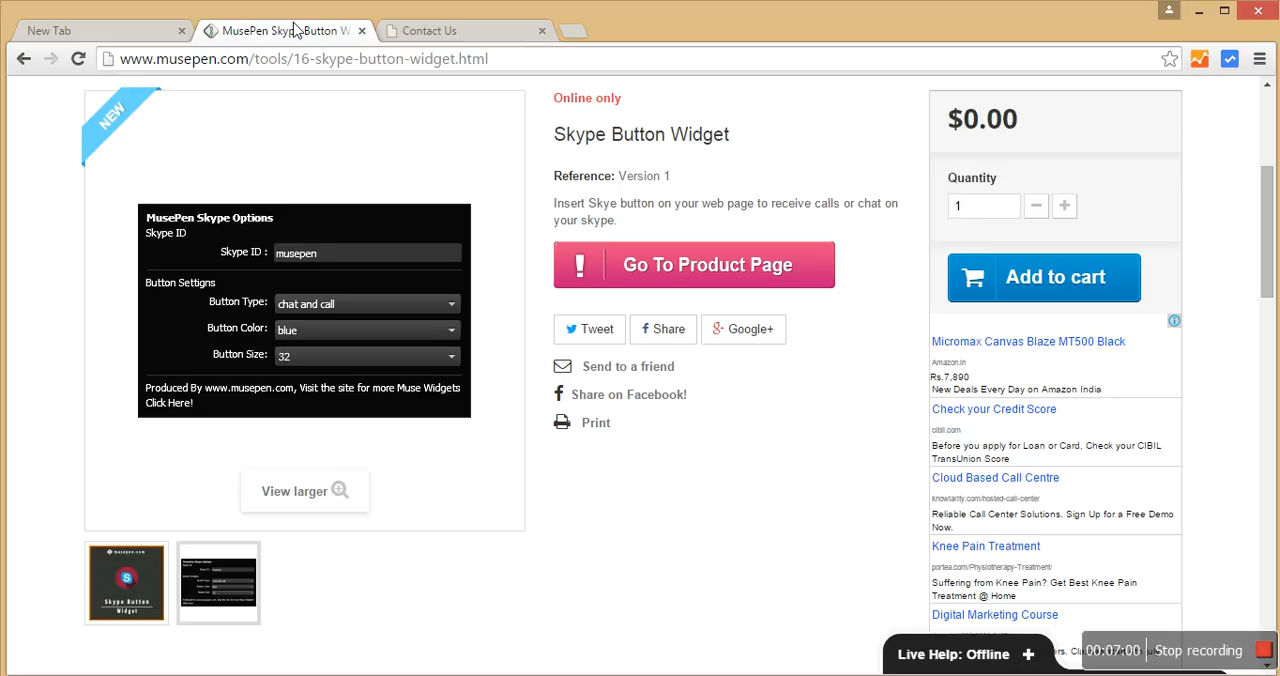 New Tab
MusePen Skype Button W
Contact Us
www.musepen.com/tools/16-skype-button-widget.html
NEW
MusePen Skype Options
Skype ID
Skype ID : musepen
Button Settigns
Button Type: chat and call
Button Color: blue
Button Size: 32
Produced By www.musepen.com, Visit the site for more Muse Widgets
Click Here!
View larger
musepen.com
Skype Button
Widget
Online only
Skype Button Widget
Reference: Version 1
Insert Skye button on your web page to receive calls or chat on
your skype.
! Go To Product Page
Tweet
Share
Google+
Send to a friend
Share on Facebook!
Print
$0.00
Quantity
1
Add to cart
Micromax Canvas Blaze MT500 Black
Amazon.in
Rs.7,890
New Deals Every Day on Amazon India
Check your Credit Score
cibil.com
Before you apply for Loan or Card, Check your CIBIL
TransUnion Score
Cloud Based Call Centre
knowlarity.com/hosted-call-center
Reliable Call Center Solutions. Sign Up for a Free Demo
Now.
Knee Pain Treatment
portea.com/Physiotherapy-Treatment/
Suffering from Knee Pain? Get Best Knee Pain
Treatment @ Home
Digital Marketing Course
Live Help: Offline +
00:07:00
Stop recording